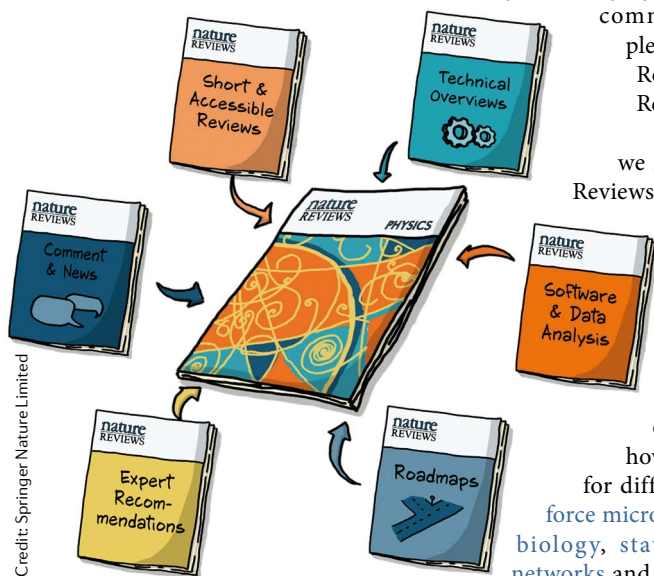 nature
REVIEWS
Short &
Accessible
Reviews
nature
REVIEWS
Technical
Overviews
nature
REVIEWS
Comment
& News
nature
REVIEWS
PHYSICS
nature
REVIEWS
Software
& Data
Analysis
nature
REVIEWS
Expert
Recom-
mendations
nature
REVIEWS
Roadmaps
Credit: Springer Nature Limited
comm
ple
Re
Re
we
Reviews
how
for diff
force micro
biology, sta
networks and